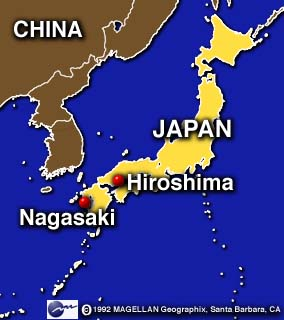 CHINA
JAPAN
Hiroshima
Nagasaki
© 1992 MAGELLAN Geographix, Santa Barbara, CA